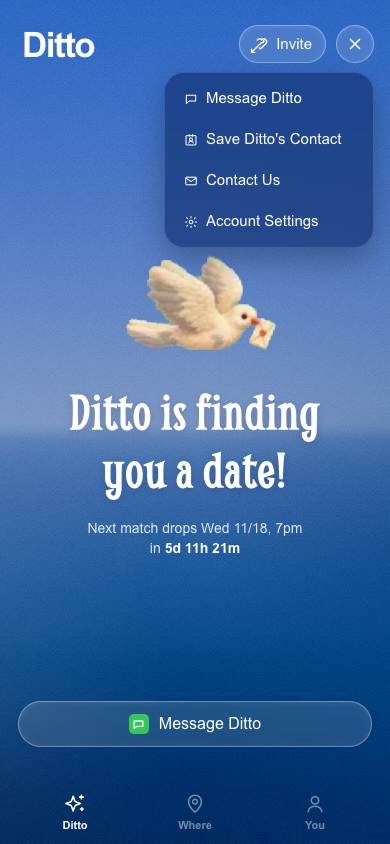 Ditto
Invite
Message Ditto
Save Ditto's Contact
Contact Us
Account Settings
Ditto is finding
you a date!
Next match drops Wed 11/18, 7pm
in 5d 11h 21m
Message Ditto
Ditto
Where
You